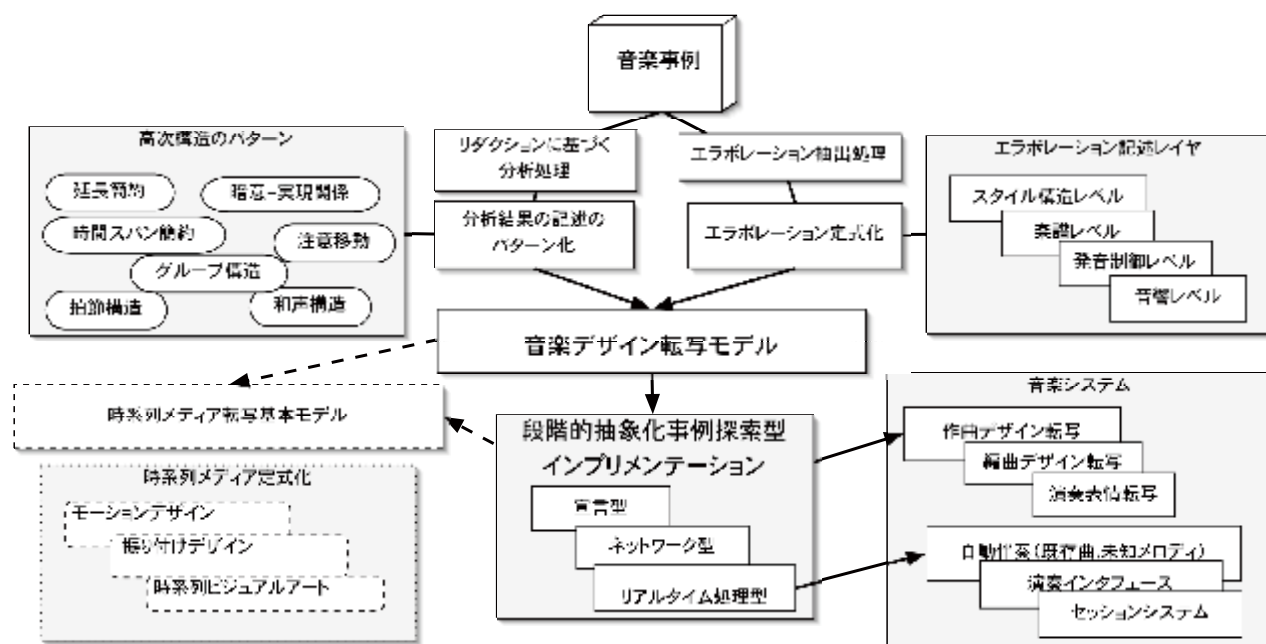 音楽事例
高次構造のパターン
延長簡約
暗意−実現関係
時間スパン簡約
注意移動
グループ構造
拍節構造
和声構造
リダクションに基づく
分析処理
エラボレーション抽出処理
分析結果の記述の
パターン化
エラボレーション定式化
エラボレーション記述レイヤ
スタイル構造レベル
奏譜レベル
発音制御レベル
音響レベル
音楽デザイン転写モデル
時系列メディア転写基本モデル
時系列メディア定式化
モーションデザイン
振り付けデザイン
時系列ビジュアルアート
段階的抽象化事例探索型
インプリメンテーション
宣言型
ネットワーク型
リアルタイム処理型
音楽システム
作曲デザイン転写
編曲デザイン転写
演奏表情転写
自動伴奏(既存曲,未知メロディ)
演奏インタフェース
セッションシステム